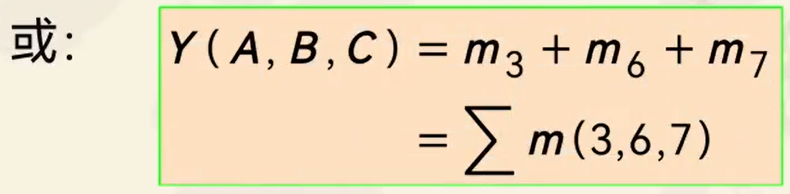 或: Y(A,B,C) = m₃ + m₆ + m₇
= ∑ m(3,6,7)